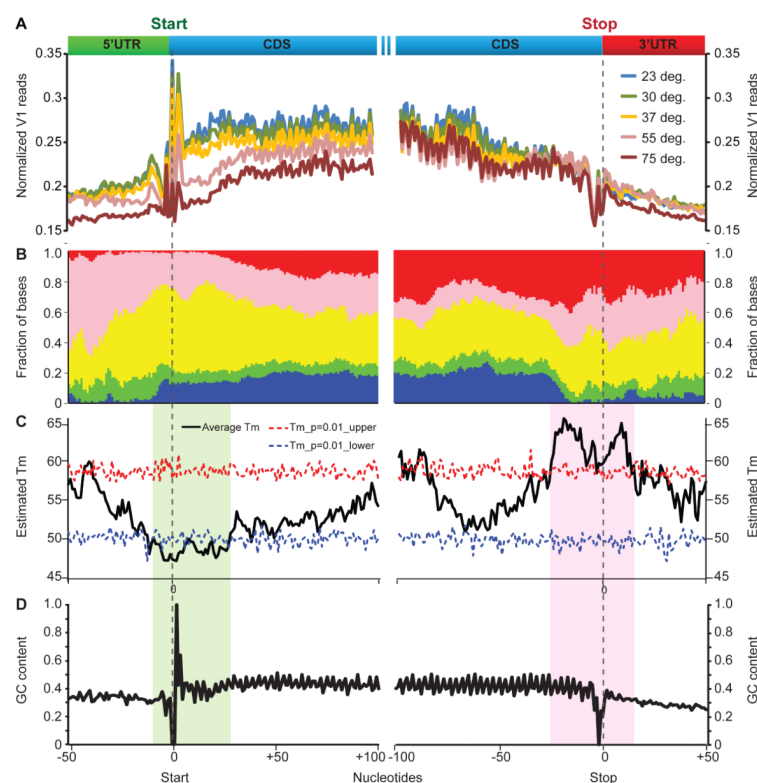 Start Stop
A 5'UTR CDS CDS 3'UTR
0.35 0.35
23 deg.
30 deg.
37 deg.
55 deg.
75 deg.
0.3 0.3
0.25 0.25
0.2 0.2
0.15 0.15
Normalized V1 reads Normalized V1 reads
B
1.0 1.0
0.8 0.8
0.6 0.6
0.4 0.4
0.2 0.2
0 0
Fraction of bases Fraction of bases
C
Average Tm Tm_p=0.01_upper
Tm_p=0.01_lower
65 65
60 60
55 55
50 50
45 45
0 0
Estimated Tm Estimated Tm
D
1.0 1.0
0.8 0.8
0.6 0.6
0.4 0.4
0.2 0.2
0 0
GC content GC content
-50 0 +50 +100 -100 -50 0 +50
Start Nucleotides Stop